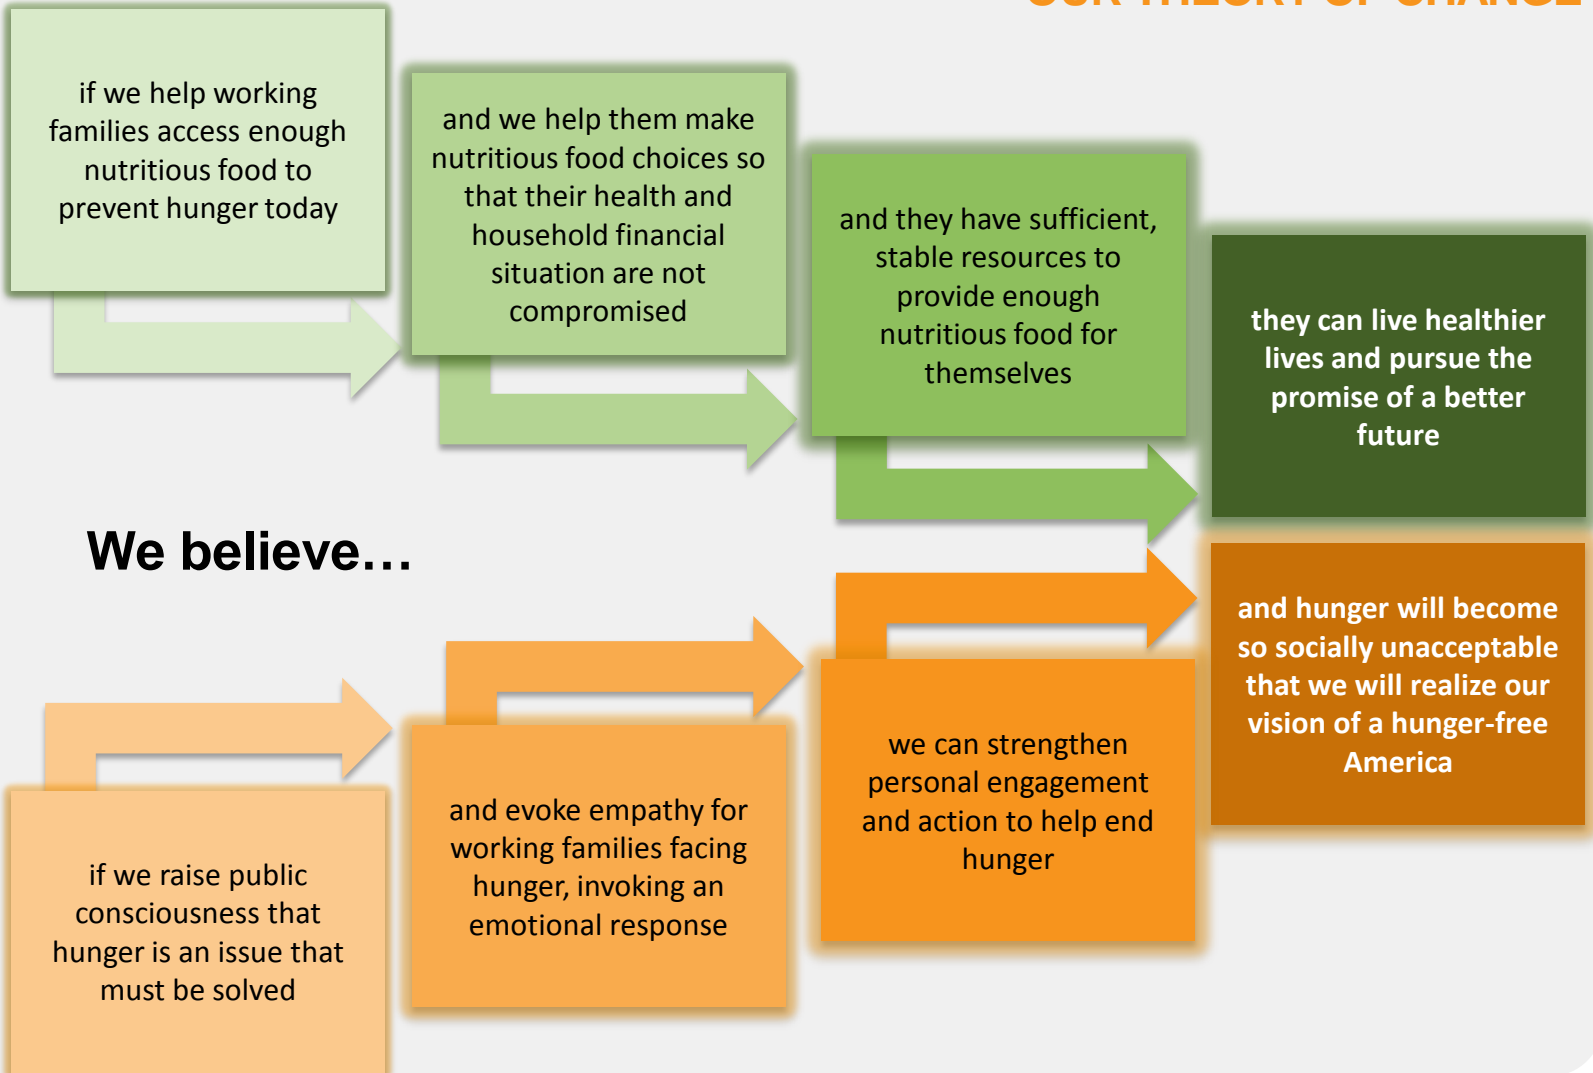 OUR THEORY OF CHANGE
if we help working
families access enough
nutritious food to
prevent hunger today
and we help them make
nutritious food choices so
that their health and
household financial
situation are not
compromised
and they have sufficient,
stable resources to
provide enough
nutritious food for
themselves
they can live healthier
lives and pursue the
promise of a better
future
We believe…
if we raise public
consciousness that
hunger is an issue that
must be solved
and evoke empathy for
working families facing
hunger, invoking an
emotional response
we can strengthen
personal engagement
and action to help end
hunger
and hunger will become
so socially unacceptable
that we will realize our
vision of a hunger-free
America